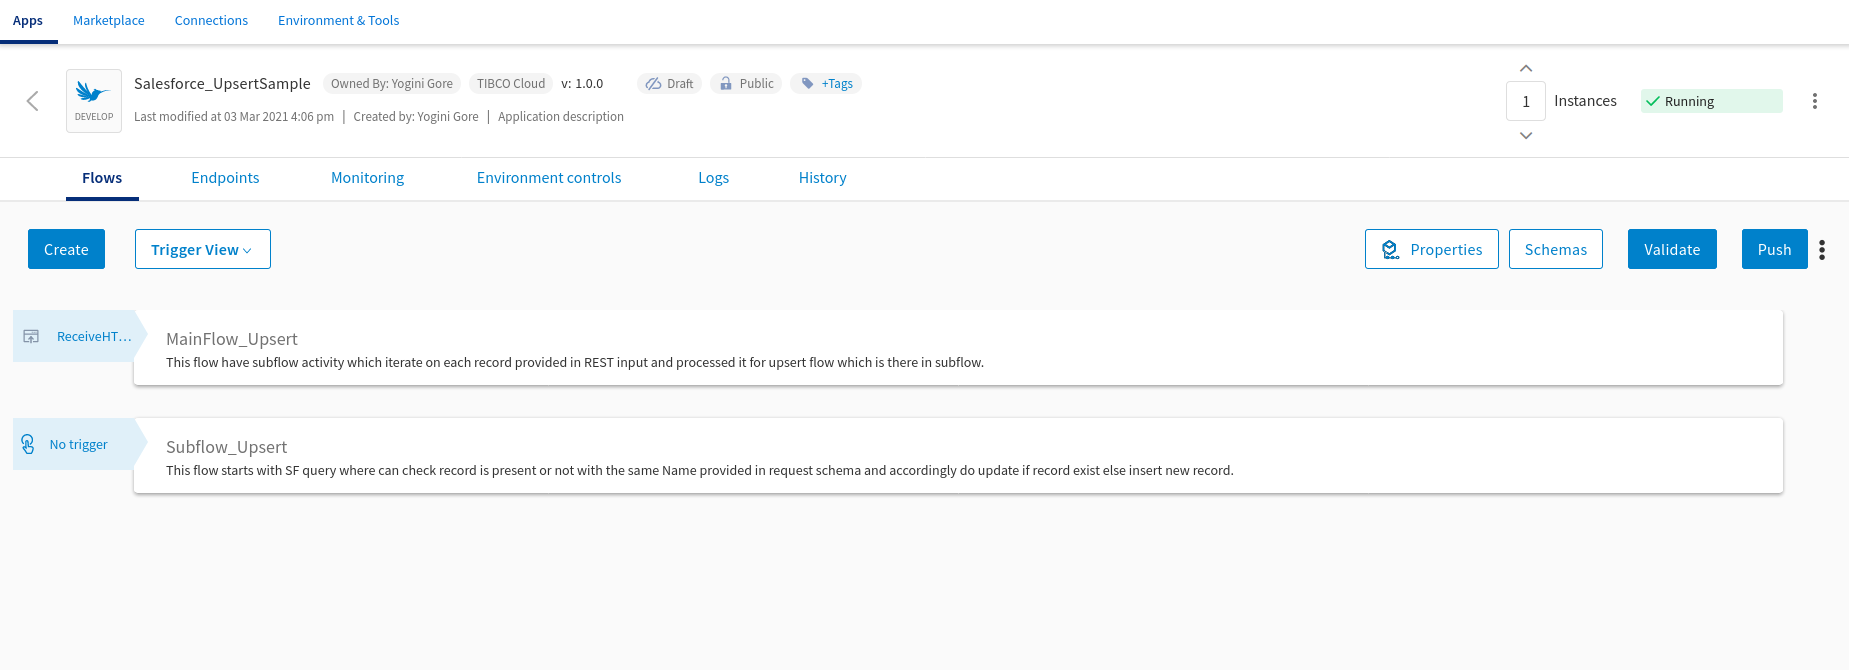 Apps Marketplace Connections Environment & Tools
Salesforce_UpsertSample Owned By: Yogini Gore TIBCO Cloud v: 1.0.0 Draft Public +Tags
DEVELOP
Last modified at 03 Mar 2021 4:06 pm | Created by: Yogini Gore | Application description
1 Instances Running
Flows Endpoints Monitoring Environment controls Logs History
Create Trigger View Properties Schemas Validate Push
ReceiveHT...
MainFlow_Upsert
This flow have subflow activity which iterate on each record provided in REST input and processed it for upsert flow which is there in subflow.
No trigger
Subflow_Upsert
This flow starts with SF query where can check record is present or not with the same Name provided in request schema and accordingly do update if record exist else insert new record.